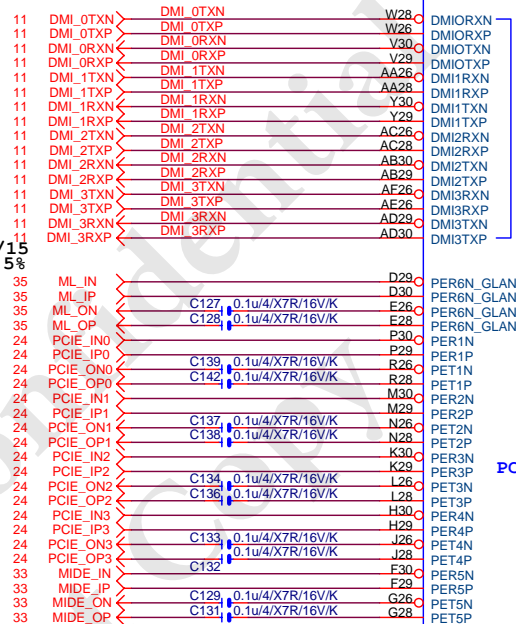 11 DMI_0TXN DMI_0TXN W28 DMIORXN
11 DMI_0TXP DMI_0TXP W26 DMIORXP
11 DMI_0RXN DMI_0RXN V30 DMIOTXN
11 DMI_0RXP DMI_0RXP V29 DMIOTXP
11 DMI_1TXN DMI_1TXN AA26 DMI1RXN
11 DMI_1TXP DMI_1TXP AA28 DMI1RXP
11 DMI_1RXN DMI_1RXN Y30 DMI1TXN
11 DMI_1RXP DMI_1RXP Y29 DMI1TXP
11 DMI_2TXN DMI_2TXN AC26 DMI2RXN
11 DMI_2TXP DMI_2TXP AC28 DMI2RXP
11 DMI_2RXN DMI_2RXN AB30 DMI2TXN
11 DMI_2RXP DMI_2RXP AB29 DMI2TXP
11 DMI_3TXN DMI_3TXN AF26 DMI3RXN
11 DMI_3TXP DMI_3TXP AE26 DMI3RXP
11 DMI_3RXN DMI_3RXN AD29 DMI3TXN
11 DMI_3RXP DMI_3RXP AD30 DMI3TXP
/15
5%
35 ML_IN D29 PER6N_GLAN
35 ML_IP D30 PER6N_GLAN
35 ML_ON C127 0.1u/4/X7R/16V/K E26 PER6N_GLAN
35 ML_OP C128 0.1u/4/X7R/16V/K E28 PER6N_GLAN
24 PCIE_IN0 P30 PER1N
24 PCIE_IP0 P29 PER1P
24 PCIE_ON0 C139 0.1u/4/X7R/16V/K R26 PET1N
24 PCIE_OP0 C142 0.1u/4/X7R/16V/K R28 PET1P
24 PCIE_IN1 M30 PER2N
24 PCIE_IP1 M29 PER2P
24 PCIE_ON1 C137 0.1u/4/X7R/16V/K N26 PET2N
24 PCIE_OP1 C138 0.1u/4/X7R/16V/K N28 PET2P
24 PCIE_IN2 K30 PER3N
24 PCIE_IP2 K29 PER3P PC
24 PCIE_ON2 C134 0.1u/4/X7R/16V/K L26 PET3N
24 PCIE_OP2 C136 0.1u/4/X7R/16V/K L28 PET3P
24 PCIE_IN3 H30 PER4N
24 PCIE_IP3 H29 PER4P
24 PCIE_ON3 C133 0.1u/4/X7R/16V/K J26 PET4N
24 PCIE_OP3 C132 0.1u/4/X7R/16V/K J28 PET4P
33 MIDE_IN F30 PER5N
33 MIDE_IP F29 PER5P
33 MIDE_ON C129 0.1u/4/X7R/16V/K G26 PET5N
33 MIDE_OP C131 0.1u/4/X7R/16V/K G28 PET5P
Confidential
Copy